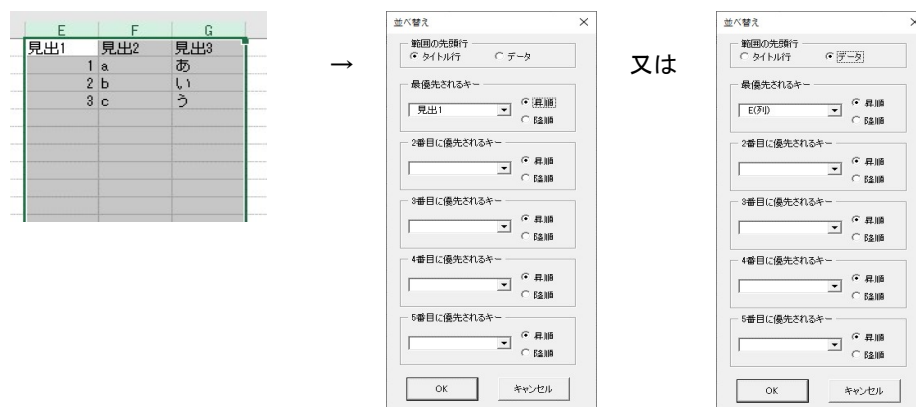 E F G
見出1 見出2 見出3
1 a あ
2 b い
3 c う
→
並べ替え ×
範囲の先頭行
タイトル行 データ
最優先されるキー
見出1
昇順
降順
2番目に優先されるキー
昇順
降順
3番目に優先されるキー
昇順
降順
4番目に優先されるキー
昇順
降順
5番目に優先されるキー
昇順
降順
OK キャンセル
又は
並べ替え ×
範囲の先頭行
タイトル行 データ
最優先されるキー
E(列)
昇順
降順
2番目に優先されるキー
昇順
降順
3番目に優先されるキー
昇順
降順
4番目に優先されるキー
昇順
降順
5番目に優先されるキー
昇順
降順
OK キャンセル